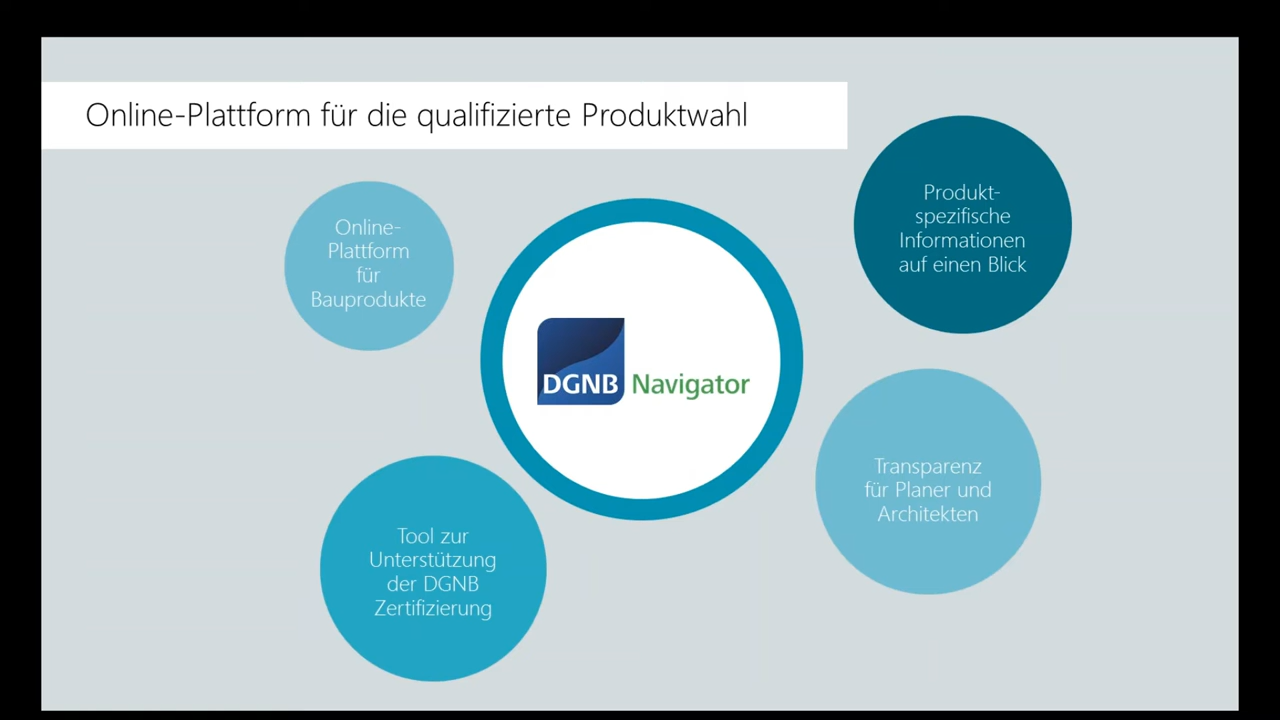 Online-Plattform für die qualifizierte Produktwahl
Online-
Plattform
für
Bauprodukte
Produkt-
spezifische
Informationen
auf einen Blick
DGNB Navigator
Transparenz
für Planer und
Architekten
Tool zur
Unterstützung
der DGNB
Zertifizierung